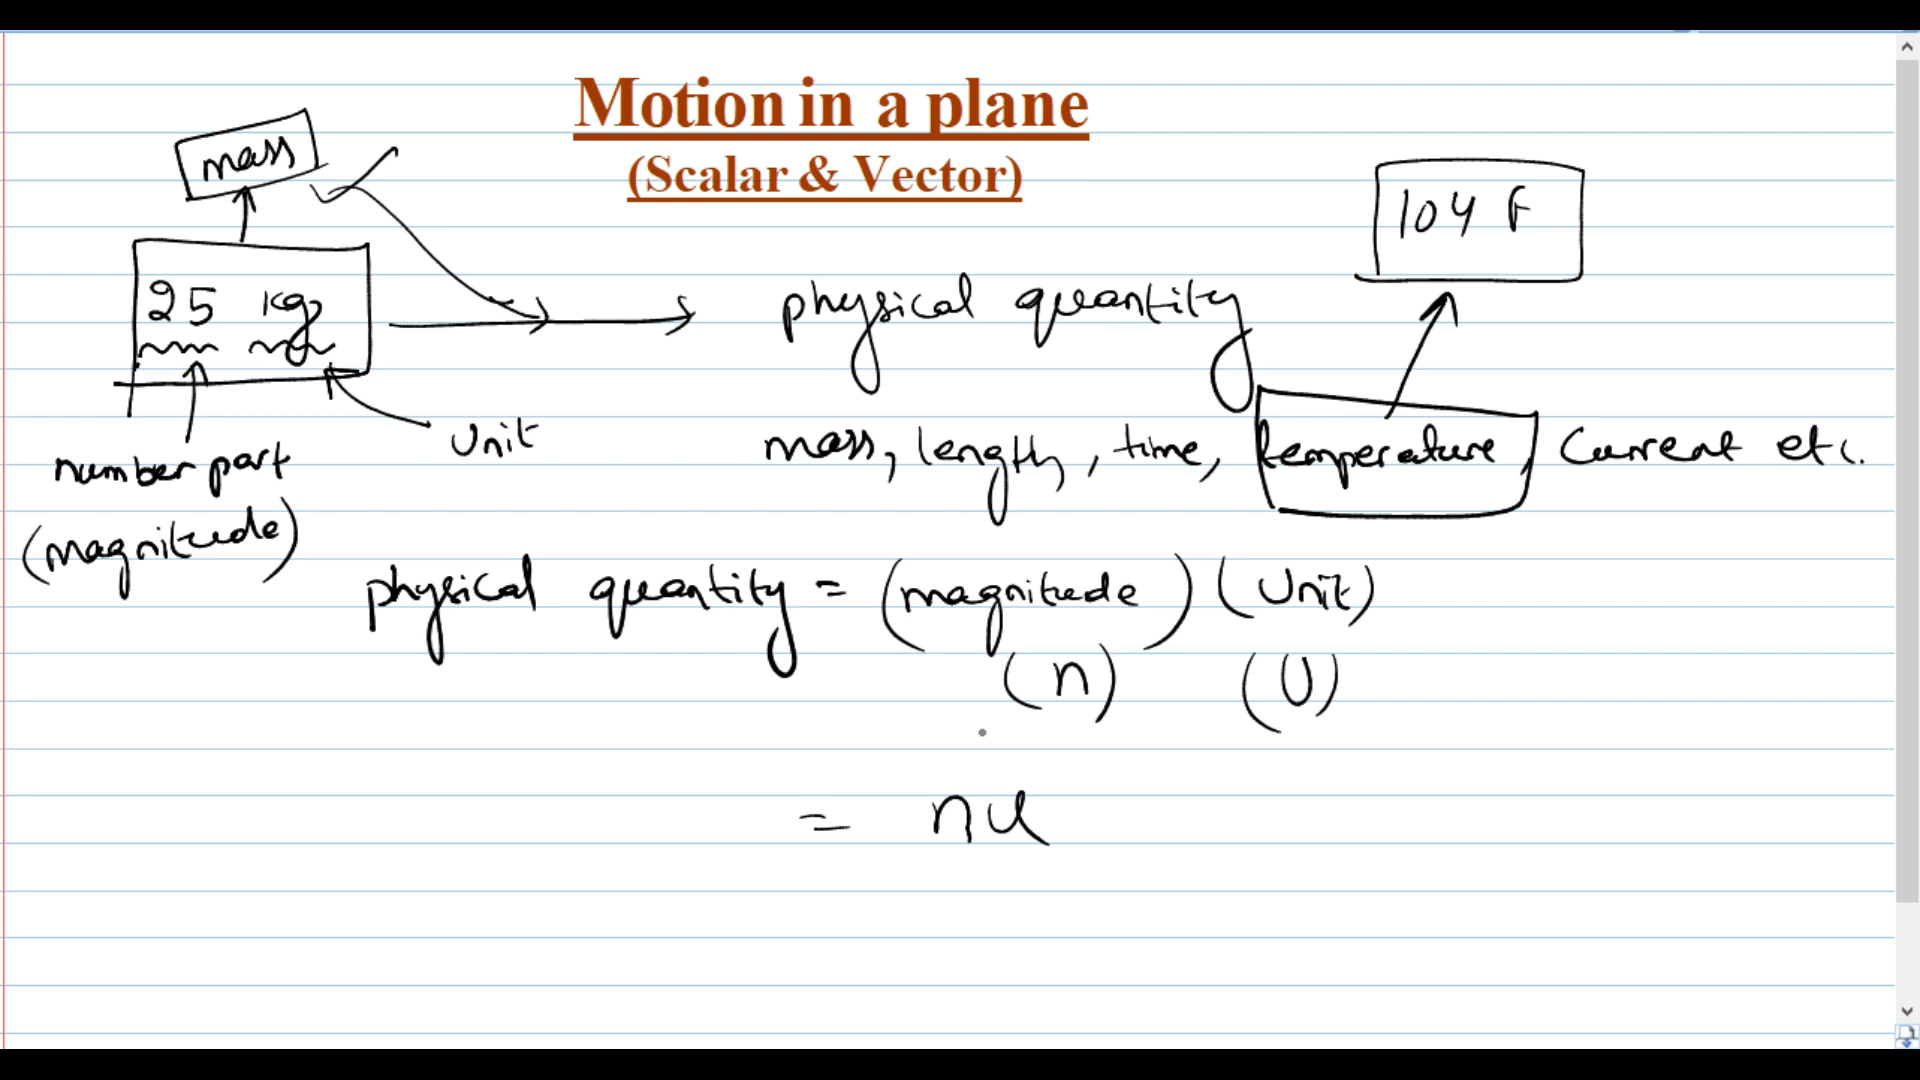 Motion in a plane
(Scalar & Vector)
mass
104 F
25 kg
physical quantity
number part
(magnitude)
Unit
mass, length, time, temperature, Current etc.
physical quantity = (magnitude) (Unit)
(n) (U)
= nu